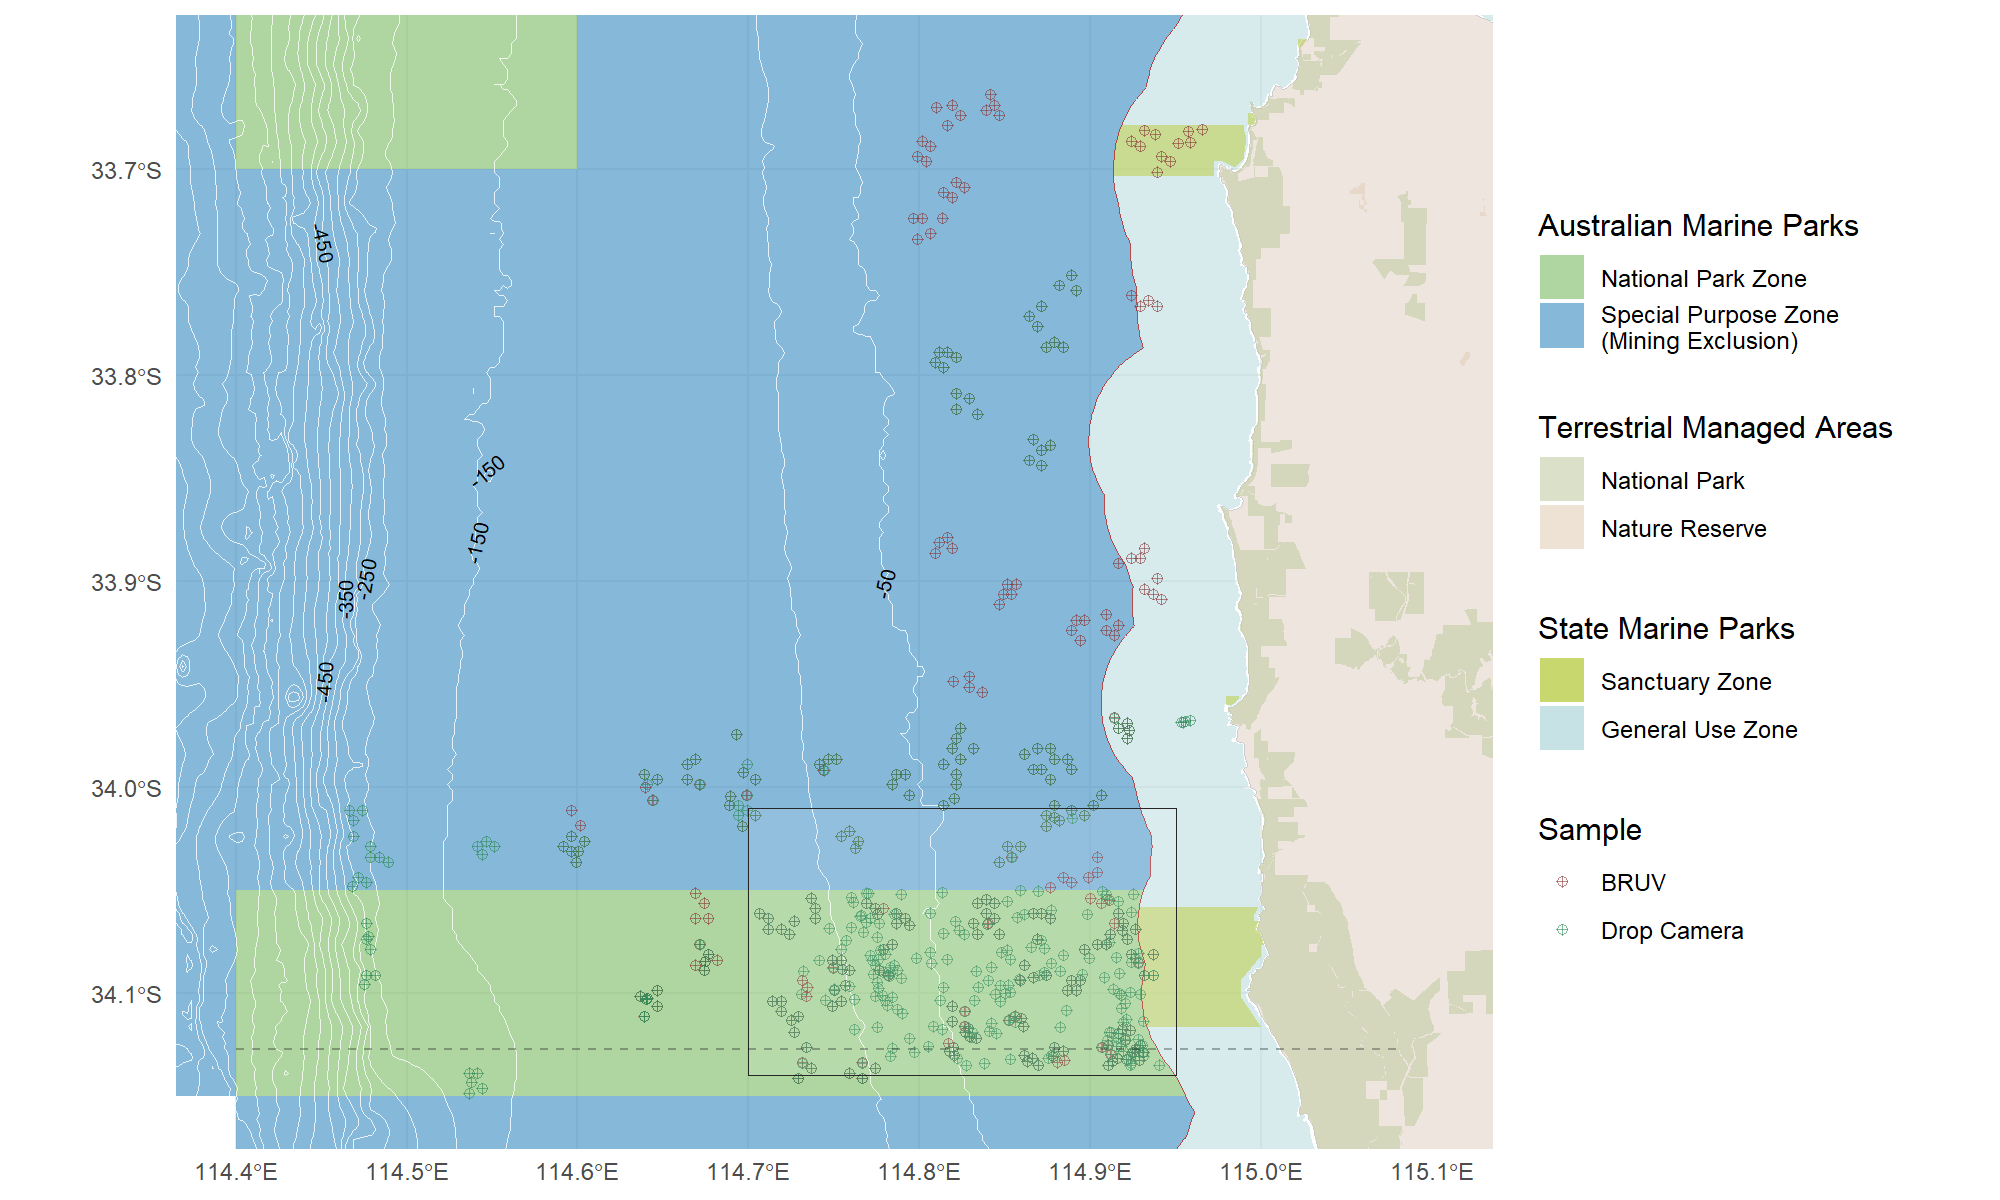 33.7°S
33.8°S
33.9°S
34.0°S
34.1°S
114.4°E
114.5°E
114.6°E
114.7°E
114.8°E
114.9°E
115.0°E
115.1°E
-450
-150
-150
-250
-350
-50
-450
Australian Marine Parks
National Park Zone
Special Purpose Zone
(Mining Exclusion)
Terrestrial Managed Areas
National Park
Nature Reserve
State Marine Parks
Sanctuary Zone
General Use Zone
Sample
BRUV
Drop Camera